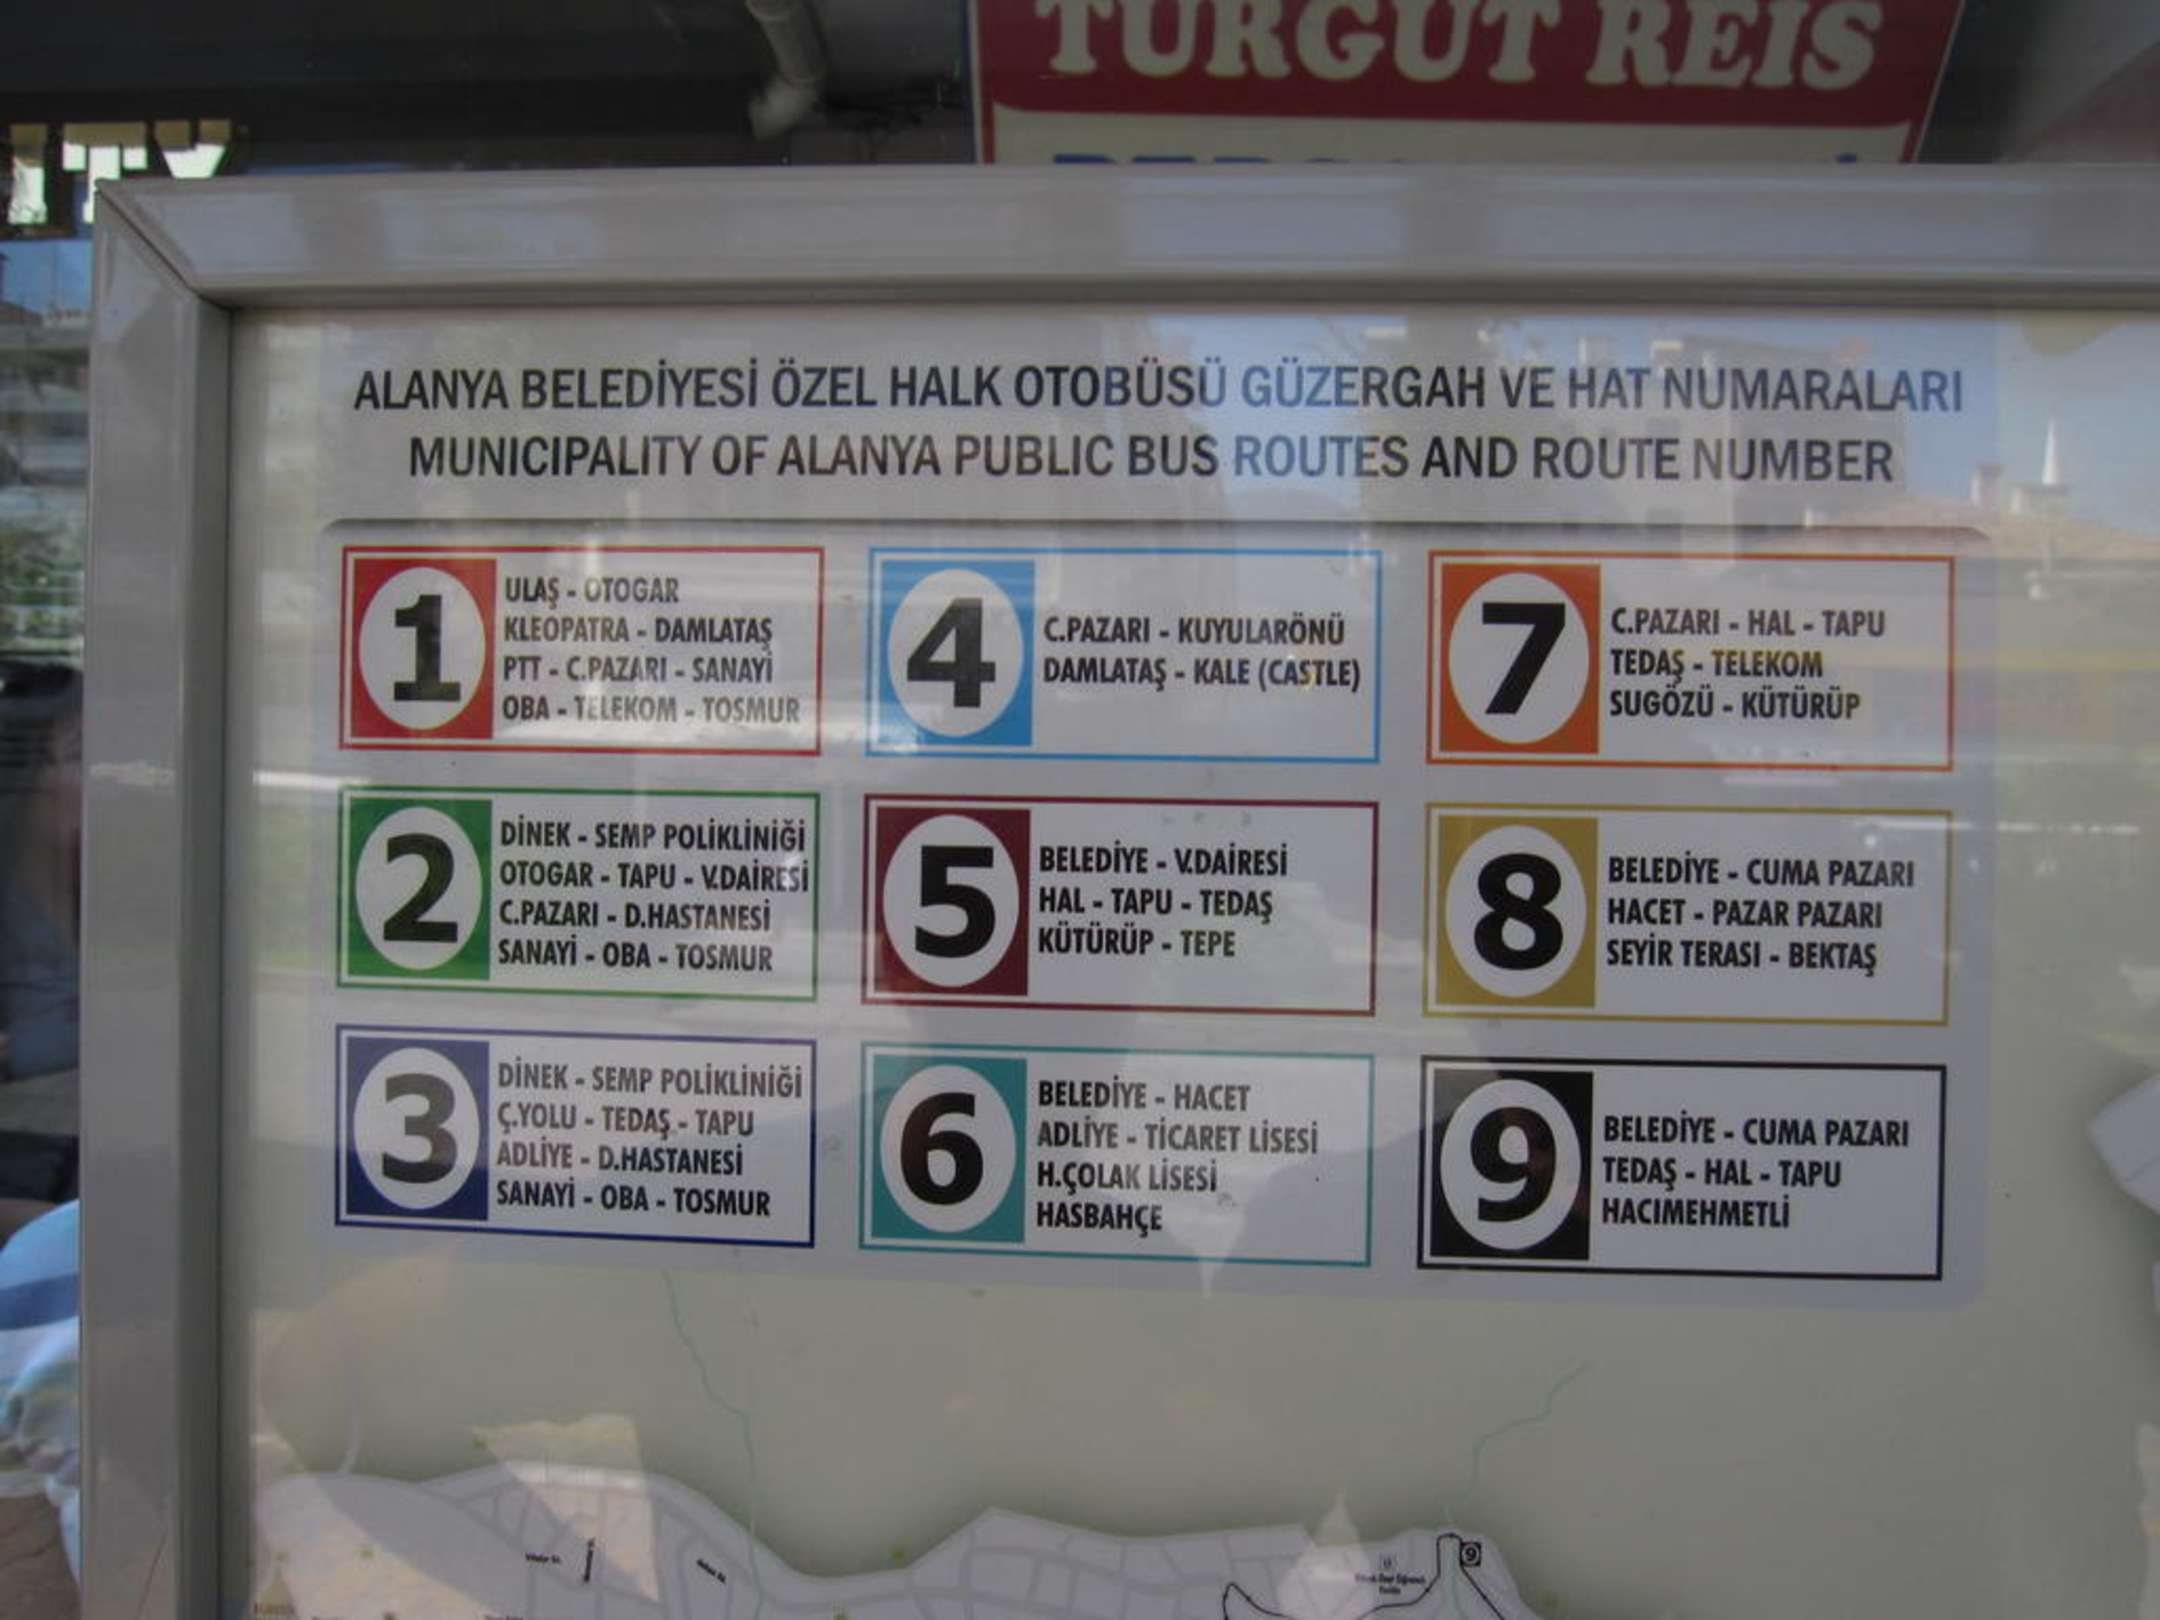 TURGUT REIS
ALANYA BELEDİYESİ ÖZEL HALK OTOBÜSÜ GÜZERGAH VE HAT NUMARALARI
MUNICIPALITY OF ALANYA PUBLIC BUS ROUTES AND ROUTE NUMBER
1
ULAŞ - OTOGAR
KLEOPATRA - DAMLATAŞ
PTT - C.PAZARI - SANAYİ
OBA - TELEKOM - TOSMUR
2
DİNEK - SEMP POLİKLİNİĞİ
OTOGAR - TAPU - V.DAİRESİ
C.PAZARI - D.HASTANESİ
SANAYİ - OBA - TOSMUR
3
DİNEK - SEMP POLİKLİNİĞİ
Ç.YOLU - TEDAŞ - TAPU
ADLİYE - D.HASTANESİ
SANAYİ - OBA - TOSMUR
4
C.PAZARI - KUYULARÖNÜ
DAMLATAŞ - KALE (CASTLE)
5
BELEDİYE - V.DAİRESİ
HAL - TAPU - TEDAŞ
KÜTÜRÜP - TEPE
6
BELEDİYE - HACET
ADLİYE - TİCARET LİSESİ
H.ÇOLAK LİSESİ
HASBAHÇE
7
C.PAZARI - HAL - TAPU
TEDAŞ - TELEKOM
SUGÖZÜ - KÜTÜRÜP
8
BELEDİYE - CUMA PAZARI
HACET - PAZAR PAZARI
SEYİR TERASI - BEKTAŞ
9
BELEDİYE - CUMA PAZARI
TEDAŞ - HAL - TAPU
HACIMEHMETLİ
9